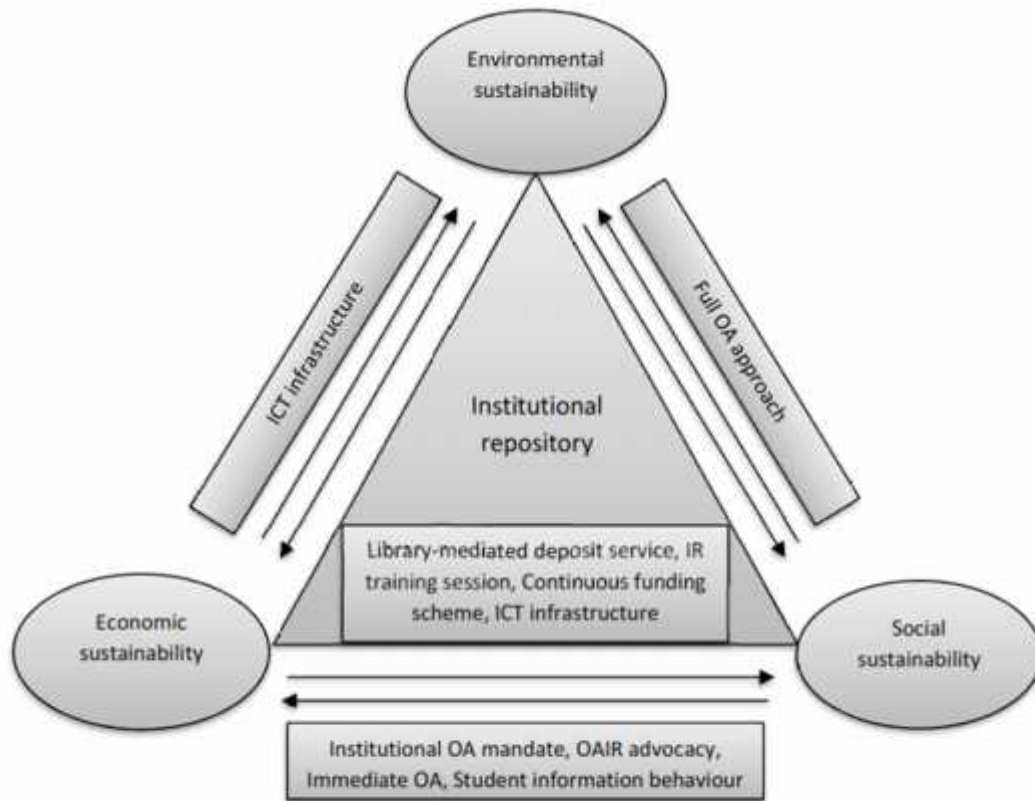 Environmental
sustainability
ICT infrastructure
Full OA approach
Institutional
repository
Library-mediated deposit service, IR
training session, Continuous funding
scheme, ICT infrastructure
Economic
sustainability
Social
sustainability
Institutional OA mandate, OAIR advocacy,
Immediate OA, Student information behaviour